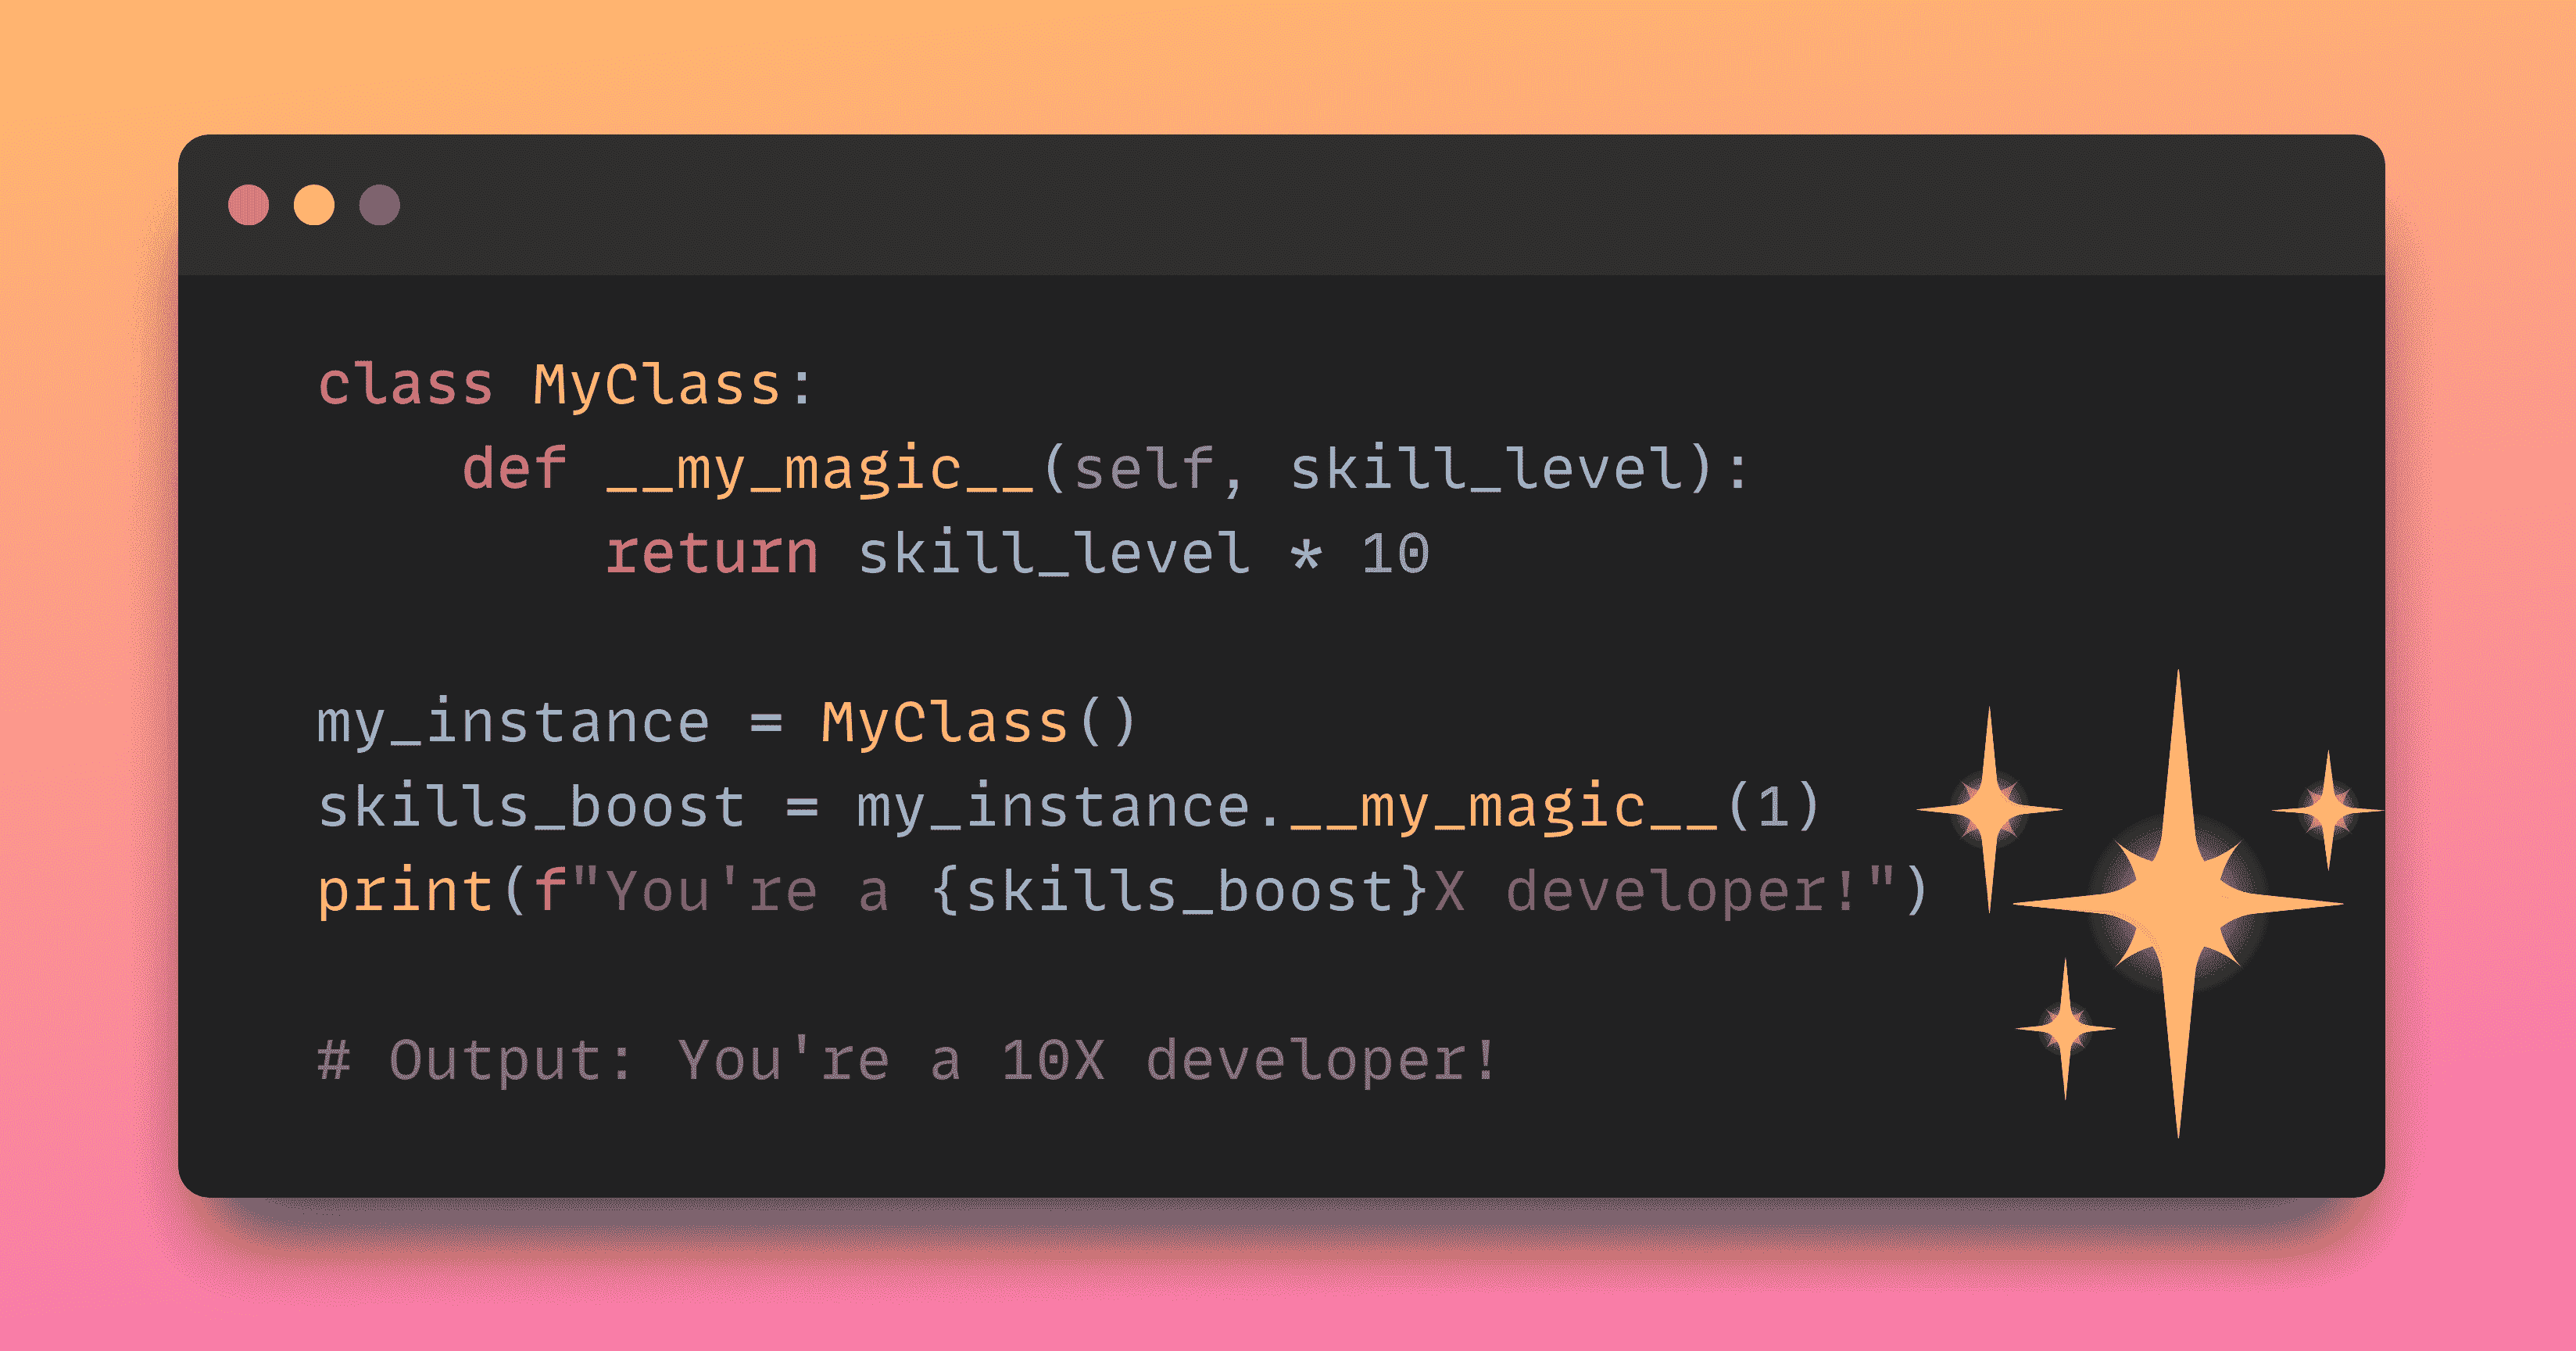 class MyClass:
    def __my_magic__(self, skill_level):
        return skill_level * 10
my_instance = MyClass()
skills_boost = my_instance.__my_magic__(1)
print(f"You're a {skills_boost}X developer!")
# Output: You're a 10X developer!